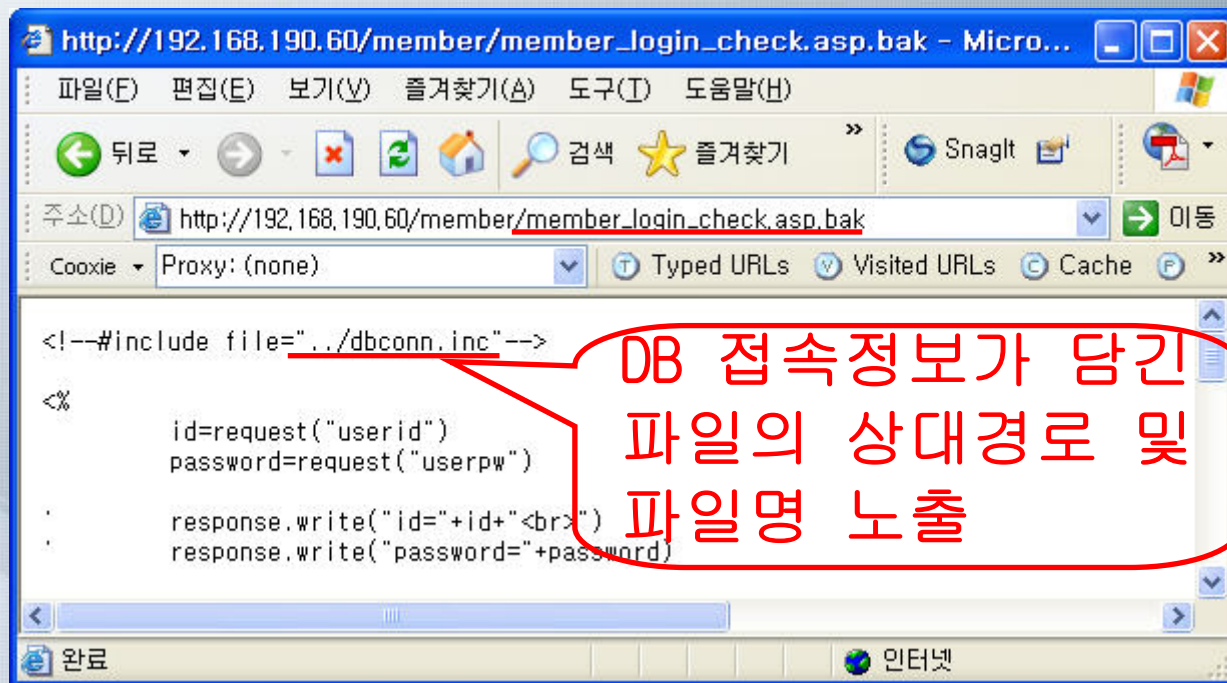 http://192.168.190.60/member/member_login_check.asp.bak - Micro...
파일(F) 편집(E) 보기(V) 즐겨찾기(A) 도구(T) 도움말(H)
뒤로 검색 즐겨찾기 » SnagIt
주소(D) http://192.168.190.60/member/member_login_check.asp.bak 이동
Cooxie Proxy: (none) T Typed URLs V Visited URLs C Cache P »
<!--#include file="../dbconn.inc"-->
<%
id=request("userid")
password=request("userpw")
' response.write("id="+id+"<br>")
' response.write("password="+password)
DB 접속정보가 담긴
파일의 상대경로 및
파일명 노출
완료 인터넷